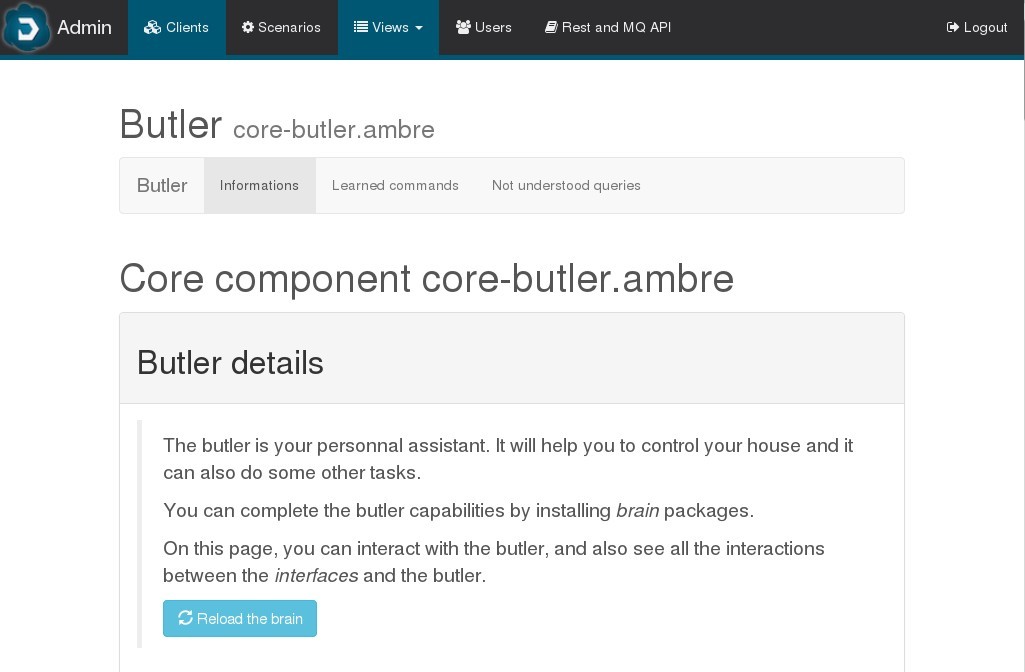 Admin Clients Scenarios Views Users Rest and MQ API Logout
Butler core-butler.ambre
Butler Informations Learned commands Not understood queries
Core component core-butler.ambre
Butler details
The butler is your personnal assistant. It will help you to control your house and it
can also do some other tasks.
You can complete the butler capabilities by installing brain packages.
On this page, you can interact with the butler, and also see all the interactions
between the interfaces and the butler.
Reload the brain